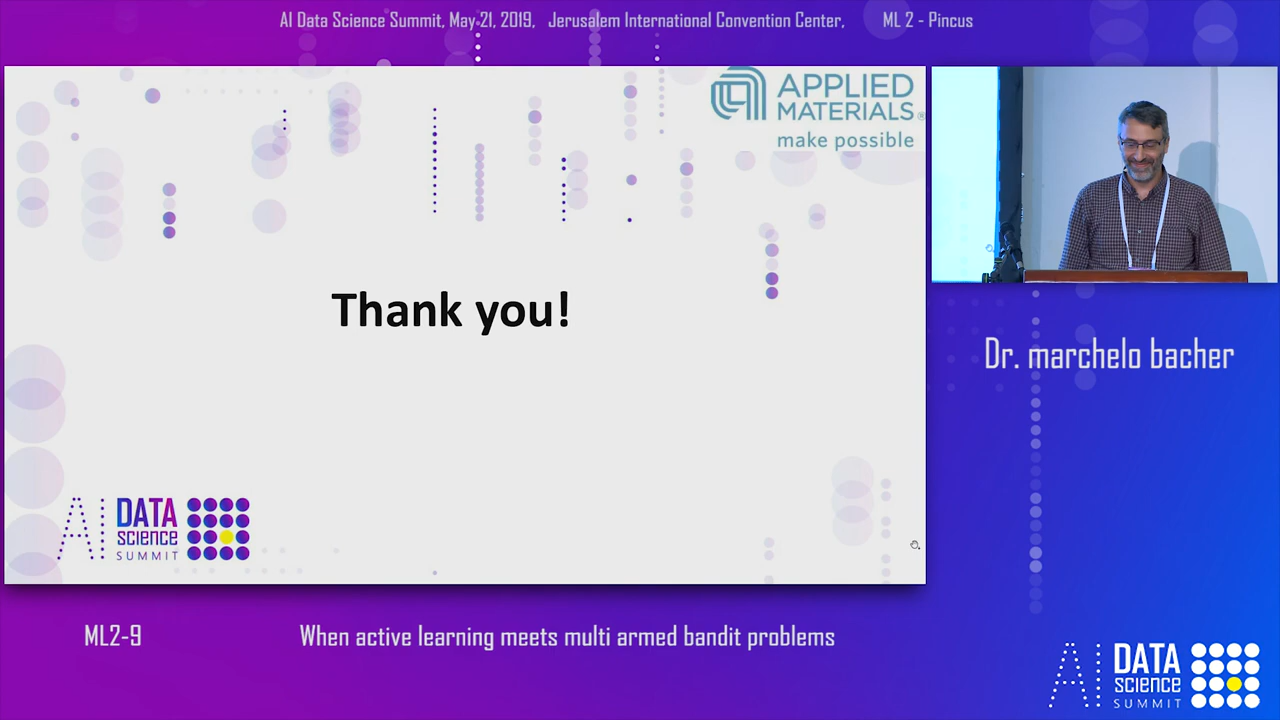 AI Data Science Summit, May 21, 2019, Jerusalem International Convention Center, ML 2 - Pincus
APPLIED
MATERIALS®
make possible
Thank you!
Dr. marchelo bacher
AI DATA
science
SUMMIT
ML2-9 When active learning meets multi armed bandit problems
AI DATA
science
SUMMIT